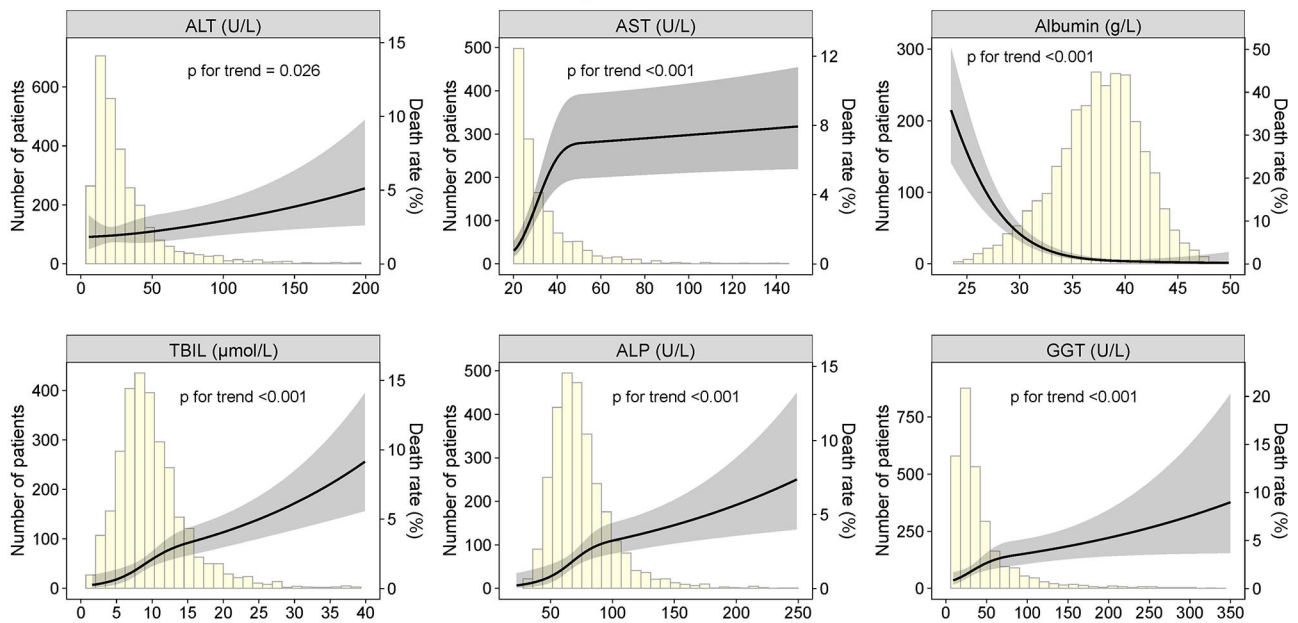 ALT (U/L)
Number of patients
600
400
200
0
p for trend = 0.026
15
10
5
0
Death rate (%)
0 50 100 150 200
AST (U/L)
Number of patients
500
400
300
200
100
0
p for trend <0.001
12
8
4
0
Death rate (%)
20 40 60 80 100 120 140
Albumin (g/L)
Number of patients
300
200
100
0
p for trend <0.001
50
40
30
20
10
0
Death rate (%)
25 30 35 40 45 50
TBIL (μmol/L)
Number of patients
400
300
200
100
0
p for trend <0.001
15
10
5
0
Death rate (%)
0 5 10 15 20 25 30 35 40
ALP (U/L)
Number of patients
500
400
300
200
100
0
p for trend <0.001
15
10
5
0
Death rate (%)
50 100 150 200 250
GGT (U/L)
Number of patients
750
500
250
0
p for trend <0.001
20
15
10
5
0
Death rate (%)
0 50 100 150 200 250 300 350